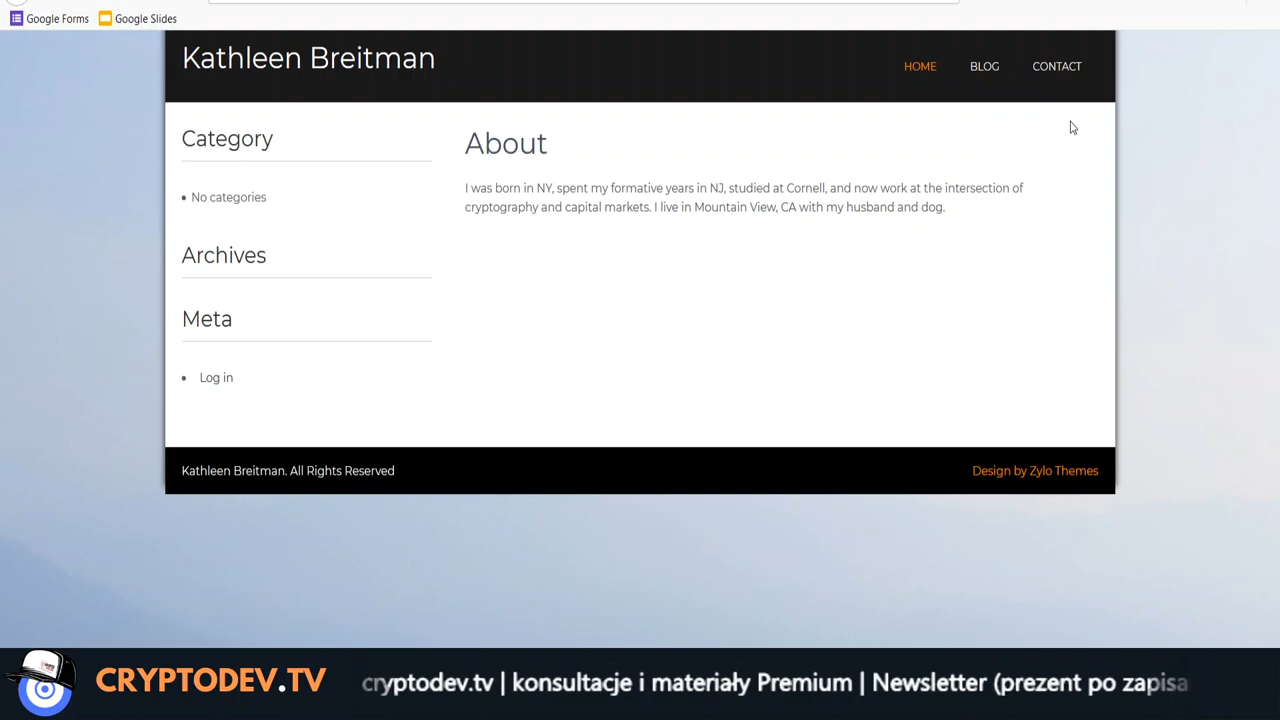 Google Forms Google Slides
Kathleen Breitman
HOME BLOG CONTACT
Category
No categories
Archives
Meta
Log in
About
I was born in NY, spent my formative years in NJ, studied at Cornell, and now work at the intersection of
cryptography and capital markets. I live in Mountain View, CA with my husband and dog.
Kathleen Breitman. All Rights Reserved
Design by Zylo Themes
CRYPTODEV.TV
cryptodev.tv | konsultacje i materiały Premium | Newsletter (prezent po zapisa